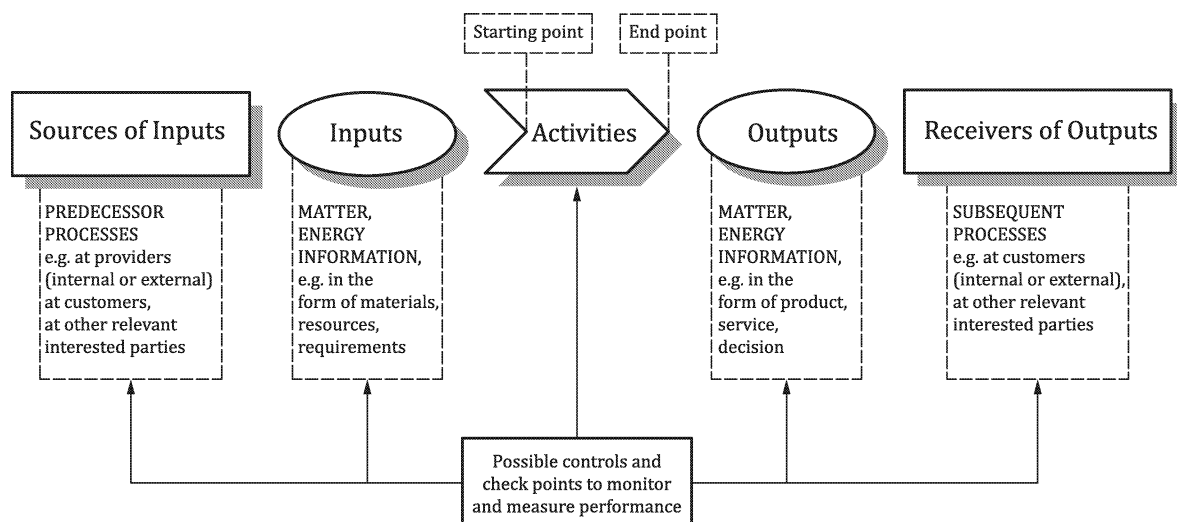 Starting point
End point
Sources of Inputs
Inputs
Activities
Outputs
Receivers of Outputs
PREDECESSOR
PROCESSES
e.g. at providers
(internal or external)
at customers,
at other relevant
interested parties
MATTER,
ENERGY
INFORMATION,
e.g. in the
form of materials,
resources,
requirements
MATTER,
ENERGY
INFORMATION,
e.g. in the
form of product,
service,
decision
SUBSEQUENT
PROCESSES
e.g. at customers
(internal or external),
at other relevant
interested parties
Possible controls and
check points to monitor
and measure performance